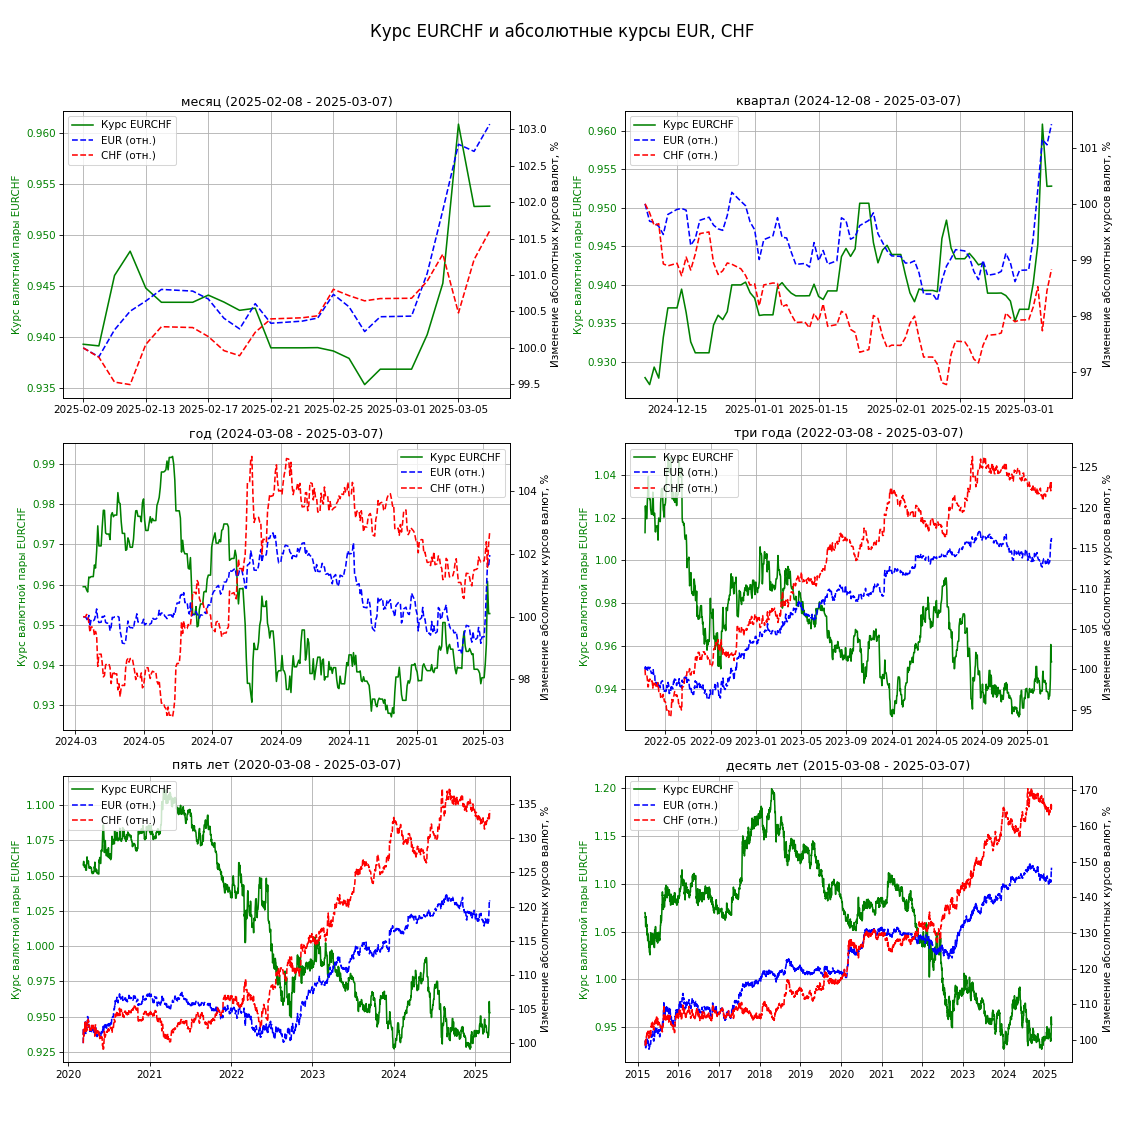 Курс EURCHF и абсолютные курсы EUR, CHF
месяц (2025-02-08 - 2025-03-07)
Курс валютной пары EURCHF
0.960
0.955
0.950
0.945
0.940
0.935
Курс EURCHF
EUR (отн.)
CHF (отн.)
103.0
102.5
102.0
101.5
101.0
100.5
100.0
99.5
Изменение абсолютных курсов валют, %
2025-02-09 2025-02-13 2025-02-17 2025-02-21 2025-02-25 2025-03-01 2025-03-05
квартал (2024-12-08 - 2025-03-07)
Курс валютной пары EURCHF
0.960
0.955
0.950
0.945
0.940
0.935
0.930
Курс EURCHF
EUR (отн.)
CHF (отн.)
101
100
99
98
97
Изменение абсолютных курсов валют, %
2024-12-15 2025-01-01 2025-01-15 2025-02-01 2025-02-15 2025-03-01
год (2024-03-08 - 2025-03-07)
Курс валютной пары EURCHF
0.99
0.98
0.97
0.96
0.95
0.94
0.93
Курс EURCHF
EUR (отн.)
CHF (отн.)
104
102
100
98
Изменение абсолютных курсов валют, %
2024-03 2024-05 2024-07 2024-09 2024-11 2025-01 2025-03
три года (2022-03-08 - 2025-03-07)
Курс валютной пары EURCHF
1.04
1.02
1.00
0.98
0.96
0.94
Курс EURCHF
EUR (отн.)
CHF (отн.)
125
120
115
110
105
100
95
Изменение абсолютных курсов валют, %
2022-05 2022-09 2023-01 2023-05 2023-09 2024-01 2024-05 2024-09 2025-01
пять лет (2020-03-08 - 2025-03-07)
Курс валютной пары EURCHF
1.100
1.075
1.050
1.025
1.000
0.975
0.950
0.925
Курс EURCHF
EUR (отн.)
CHF (отн.)
135
130
125
120
115
110
105
100
Изменение абсолютных курсов валют, %
2020 2021 2022 2023 2024 2025
десять лет (2015-03-08 - 2025-03-07)
Курс валютной пары EURCHF
1.20
1.15
1.10
1.05
1.00
0.95
Курс EURCHF
EUR (отн.)
CHF (отн.)
170
160
150
140
130
120
110
100
Изменение абсолютных курсов валют, %
2015 2016 2017 2018 2019 2020 2021 2022 2023 2024 2025